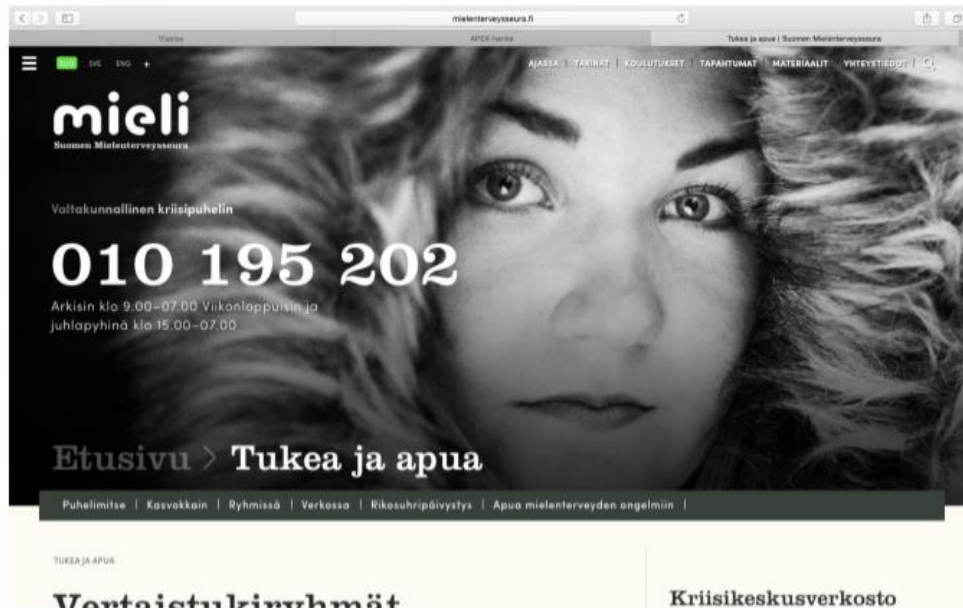 mielenterveysseura.fi
APEX-hanke
Tukea ja apua | Suomen Mielenterveysseura
SUO SVE ENG +
AJASSA | TARINAT | KOULUTUKSET | TAPAHTUMAT | MATERIAALIT | YHTEYSTIEDOT |
mieli
Suomen Mielenterveysseura
Valtakunnallinen kriisipuhelin
010 195 202
Arkisin klo 9.00–07.00 Viikonloppuisin ja
juhlapyhinä klo 15.00–07.00
Etusivu > Tukea ja apua
Puhelimitse | Kasvokkain | Ryhmissä | Verkossa | Rikosuhripäivystys | Apua mielenterveyden ongelmiin |
TUKEA JA APUA
Vertaistukiryhmät
Kriisikeskusverkosto